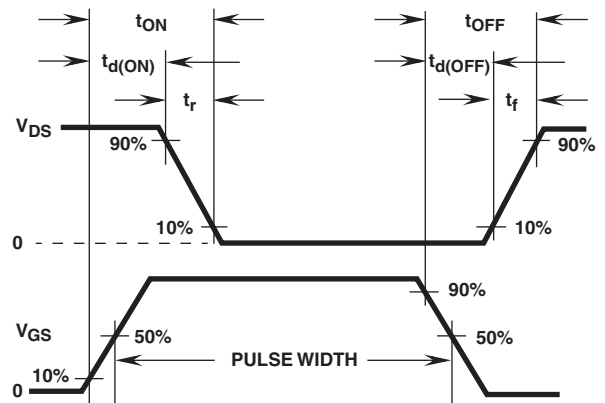 tON tOFF
td(ON) td(OFF)
tr tf
VDS
90% 90%
10% 10%
0
90%
VGS 50% 50%
PULSE WIDTH
10%
0